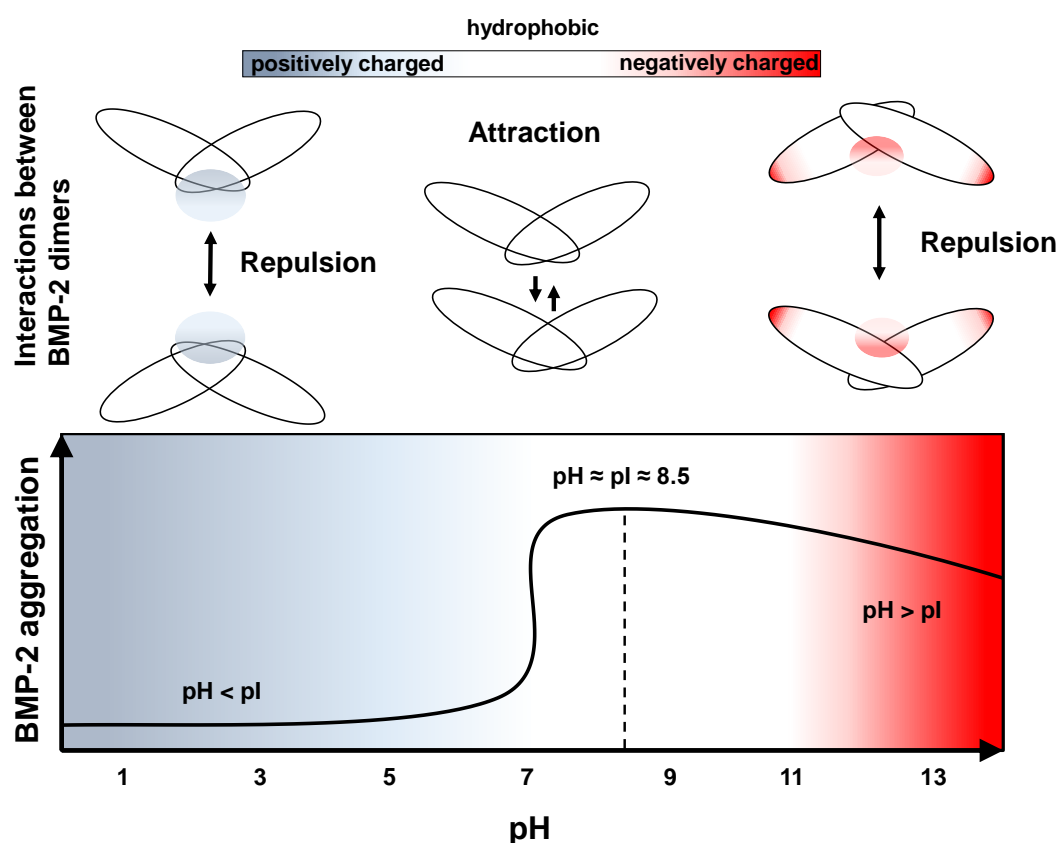 hydrophobic
positively charged
negatively charged
Interactions between
BMP-2 dimers
Attraction
Repulsion
Repulsion
BMP-2 aggregation
pH ≈ pI ≈ 8.5
pH > pI
pH < pI
1 3 5 7 9 11 13
pH